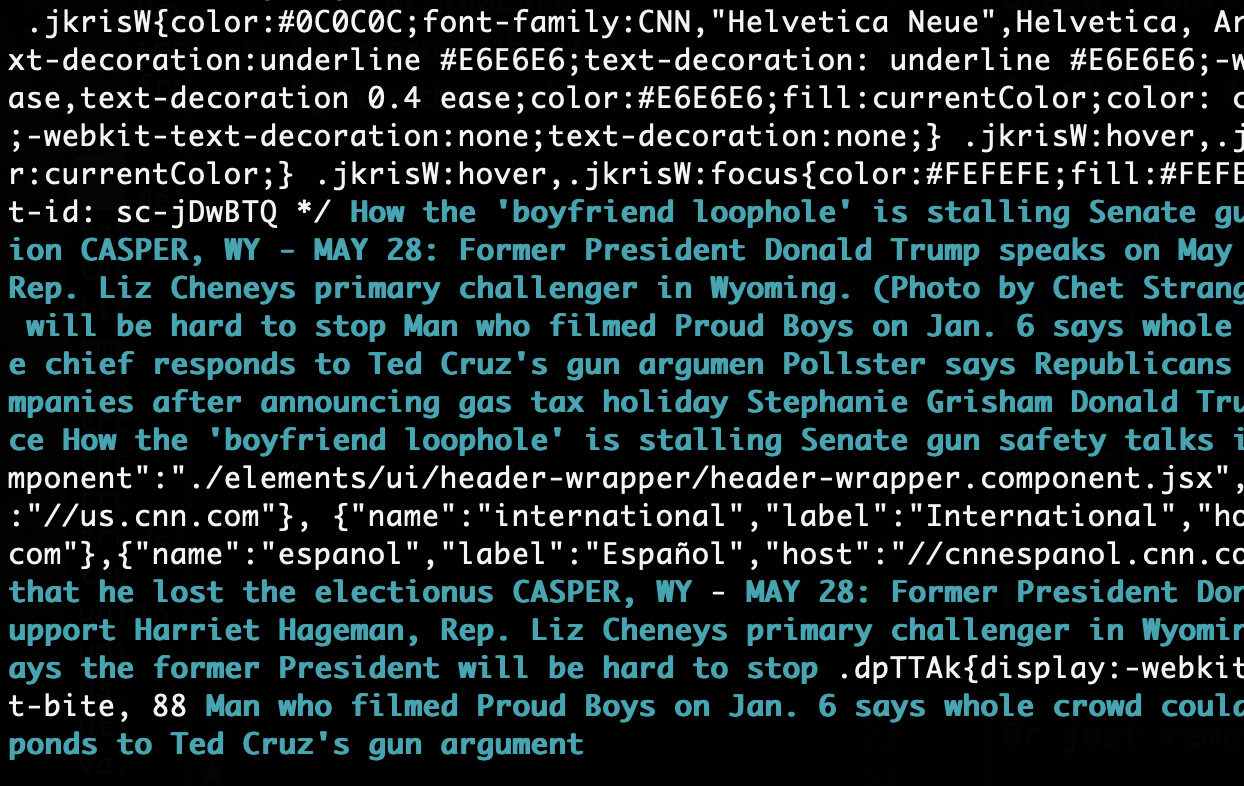 .jkrisW{color:#0C0C0C;font-family:CNN,"Helvetica Neue",Helvetica, Ar
xt-decoration:underline #E6E6E6;text-decoration: underline #E6E6E6;-w
ase,text-decoration 0.4 ease;color:#E6E6E6;fill:currentColor;color: c
;-webkit-text-decoration:none;text-decoration:none;} .jkrisW:hover,.j
r:currentColor;} .jkrisW:hover,.jkrisW:focus{color:#FEFEFE;fill:#FEFE
t-id: sc-jDwBTQ */ How the 'boyfriend loophole' is stalling Senate gu
ion CASPER, WY - MAY 28: Former President Donald Trump speaks on May
Rep. Liz Cheneys primary challenger in Wyoming. (Photo by Chet Strang
will be hard to stop Man who filmed Proud Boys on Jan. 6 says whole
e chief responds to Ted Cruz's gun argumen Pollster says Republicans
mpanies after announcing gas tax holiday Stephanie Grisham Donald Tru
ce How the 'boyfriend loophole' is stalling Senate gun safety talks i
mponent":"./elements/ui/header-wrapper/header-wrapper.component.jsx",
:"//us.cnn.com"}, {"name":"international","label":"International","ho
com"},{"name":"espanol","label":"Español","host":"//cnnespanol.cnn.co
that he lost the electionus CASPER, WY - MAY 28: Former President Don
upport Harriet Hageman, Rep. Liz Cheneys primary challenger in Wyomin
ays the former President will be hard to stop .dpTTAk{display:-webkit
t-bite, 88 Man who filmed Proud Boys on Jan. 6 says whole crowd could
ponds to Ted Cruz's gun argument